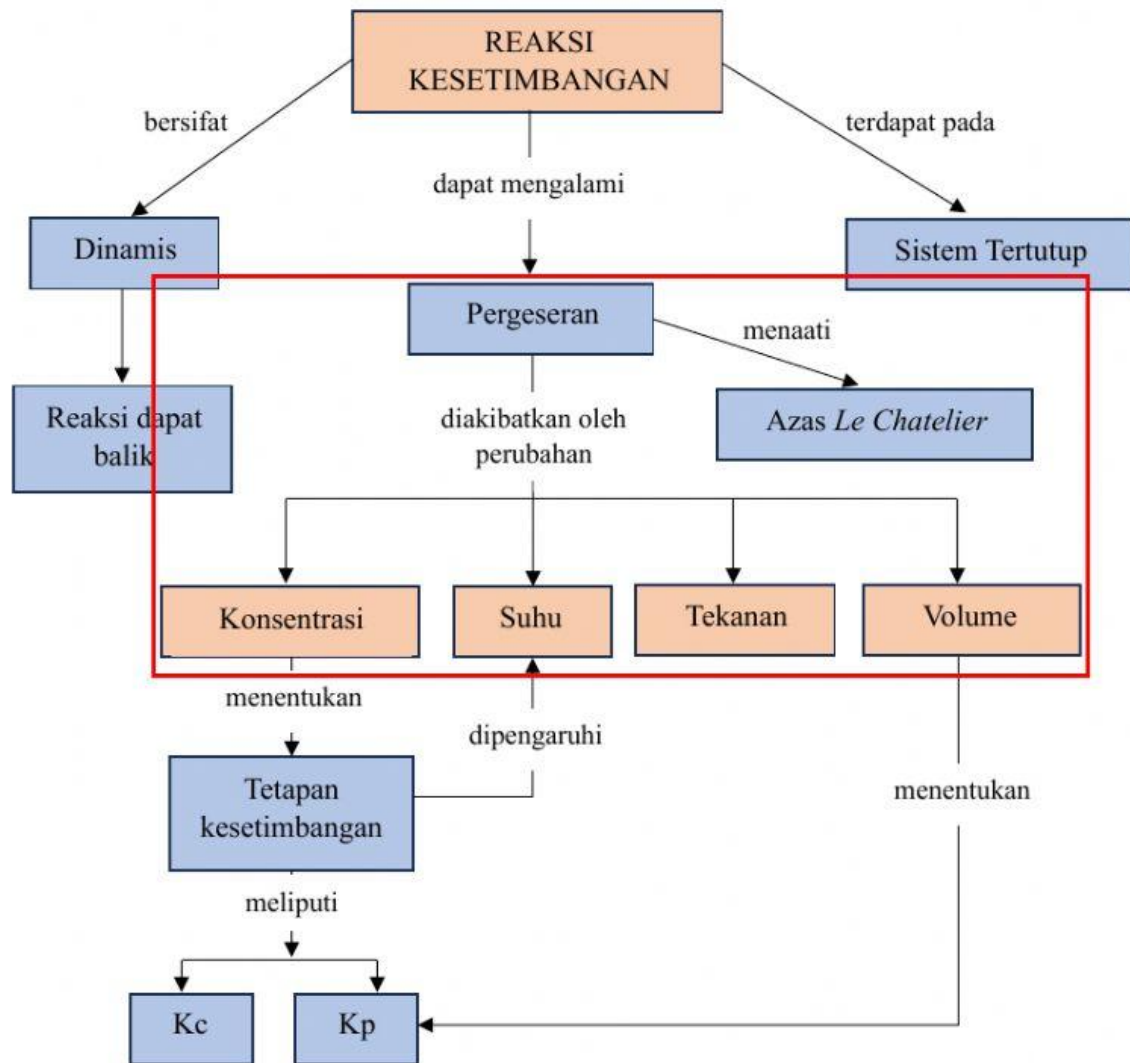 REAKSI
KESETIMBANGAN
bersifat
dapat mengalami
terdapat pada
Dinamis
Sistem Tertutup
Pergeseran
menaati
Reaksi dapat
balik
diakibatkan oleh
perubahan
Azas Le Chatelier
Konsentrasi
Suhu
Tekanan
Volume
menentukan
dipengaruhi
Tetapan
kesetimbangan
menentukan
meliputi
Kc
Kp